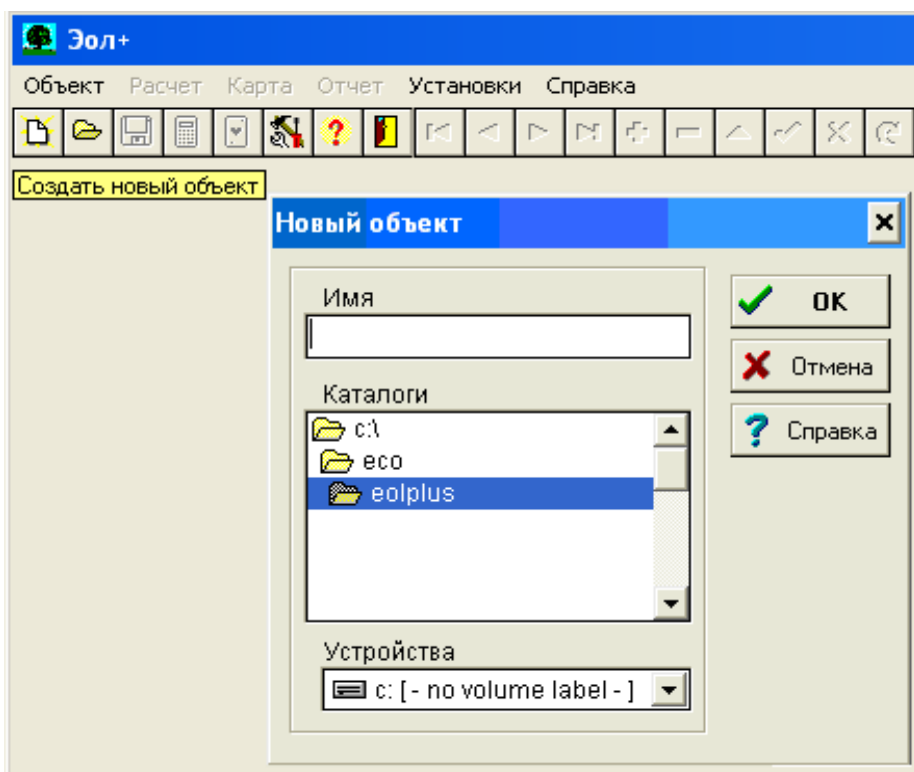 Эол+
Объект Расчет Карта Отчет Установки Справка
Создать новый объект
Новый объект
Имя
OK
Отмена
Каталоги
Справка
c:\
eco
eolplus
Устройства
c: [ - no volume label - ]